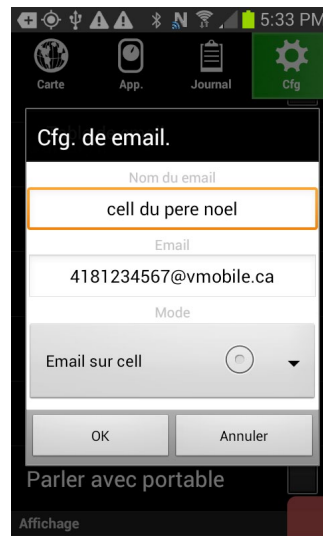 5:33 PM
Carte App. Journal Cfg
Cfg. de email.
Nom du email
cell du pere noel
Email
4181234567@vmobile.ca
Mode
Email sur cell
OK Annuler
Parler avec portable
Affichage